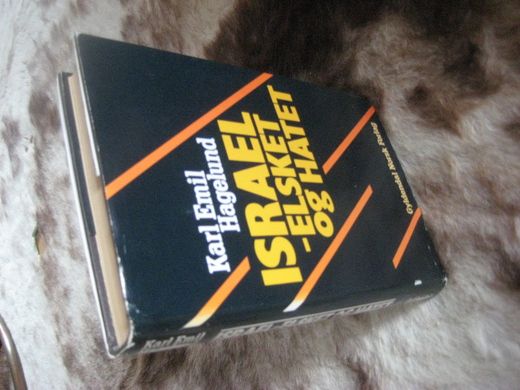 Karl Emil
Hagelund
ISRAEL
-ELSKET
og HATET
Gyldendal Norsk Forlag
Karl Emil